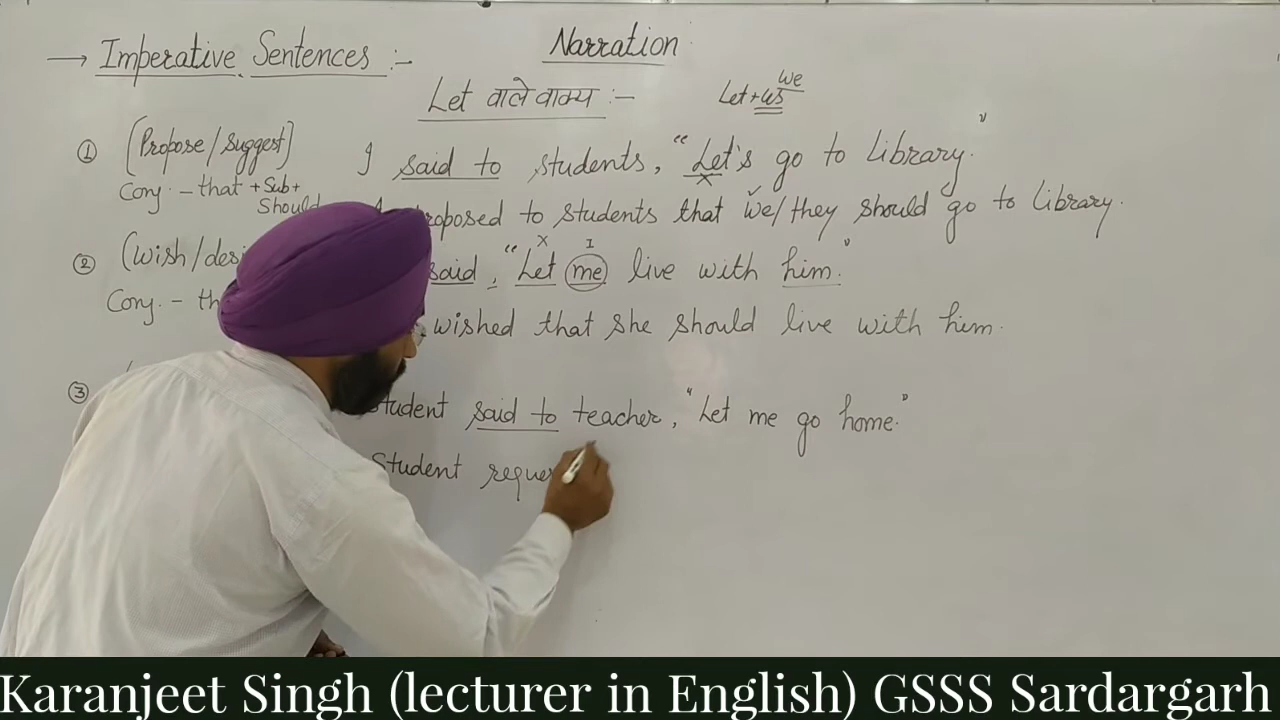 → Imperative Sentences :- Narration
Let वाले वाक्य :- Let + us We
① (Propose/Suggest] I said to students, "Let's go to library."
Conj. - that + Sub + Should proposed to students that we/they should go to library.
② (wish/ said, "Let me live with him."
X I
Conj. - wished that she should live with him.
③ Student said to teacher, "Let me go home."
Student
Karanjeet Singh (lecturer in English) GSSS Sardargarh